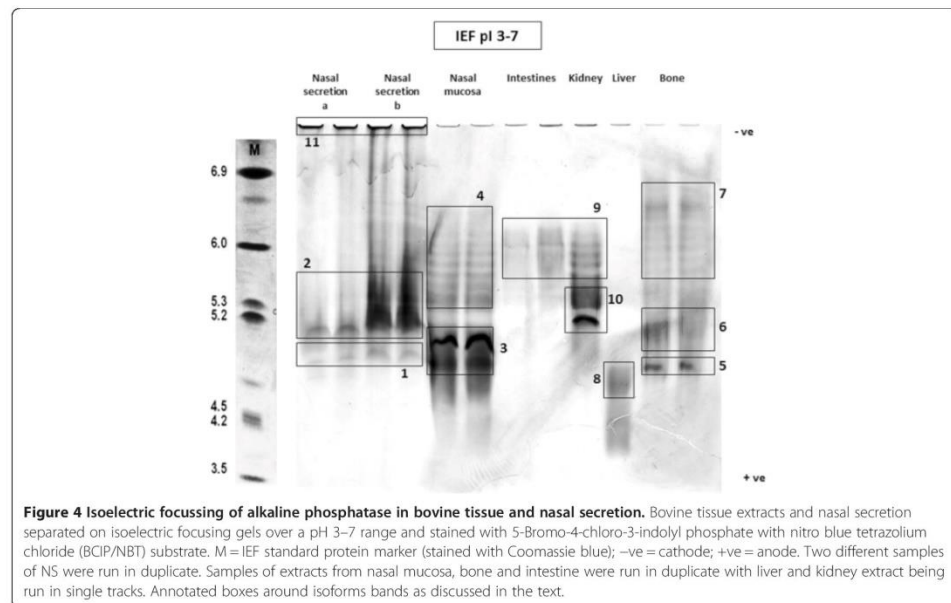 IEF pI 3-7
Nasal secretion a
Nasal secretion b
Nasal mucosa
Intestines
Kidney
Liver
Bone
M
11
- ve
6.9
4
7
9
6.0
2
10
5.3
5.2
6
3
5
1
8
4.5
4.2
3.5
+ ve
Figure 4 Isoelectric focussing of alkaline phosphatase in bovine tissue and nasal secretion. Bovine tissue extracts and nasal secretion
separated on isoelectric focusing gels over a pH 3–7 range and stained with 5-Bromo-4-chloro-3-indolyl phosphate with nitro blue tetrazolium
chloride (BCIP/NBT) substrate. M = IEF standard protein marker (stained with Coomassie blue); –ve = cathode; +ve = anode. Two different samples
of NS were run in duplicate. Samples of extracts from nasal mucosa, bone and intestine were run in duplicate with liver and kidney extract being
run in single tracks. Annotated boxes around isoforms bands as discussed in the text.